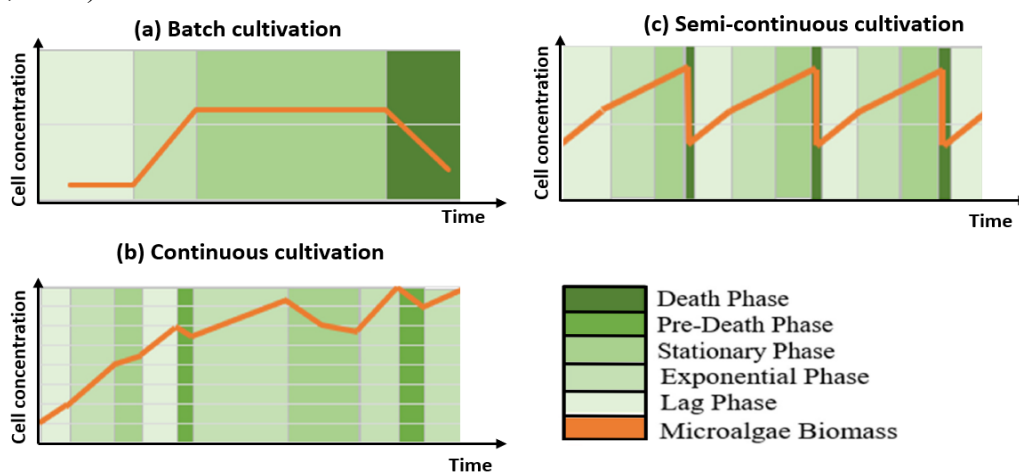 (a) Batch cultivation
Cell concentration
Time
(c) Semi-continuous cultivation
Cell concentration
Time
(b) Continuous cultivation
Cell concentration
Time
Death Phase
Pre-Death Phase
Stationary Phase
Exponential Phase
Lag Phase
Microalgae Biomass